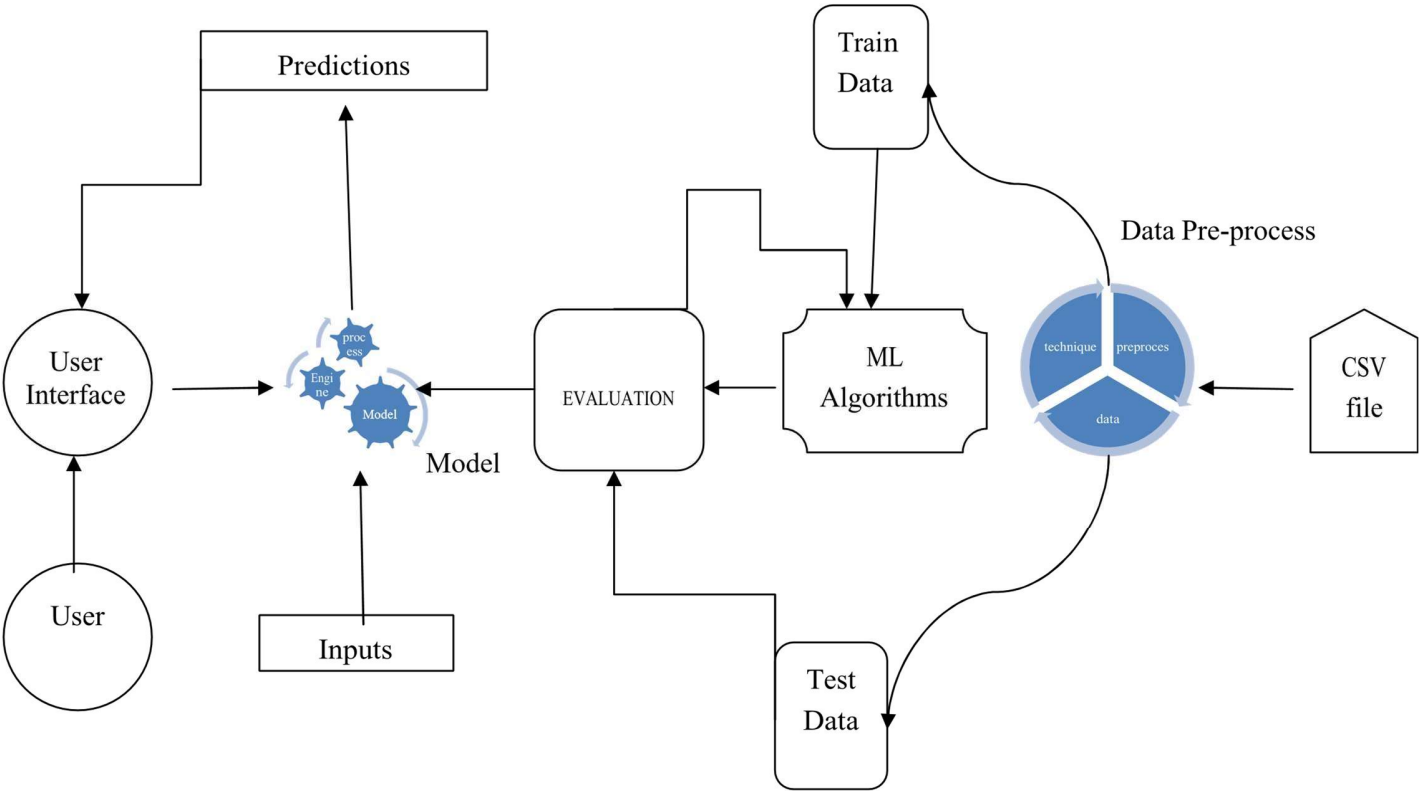 Train
Data
Predictions
Data Pre-process
User
Interface
proc
ess
Engi
ne
Model
Model
EVALUATION
ML
Algorithms
technique
preproces
data
CSV
file
User
Inputs
Test
Data